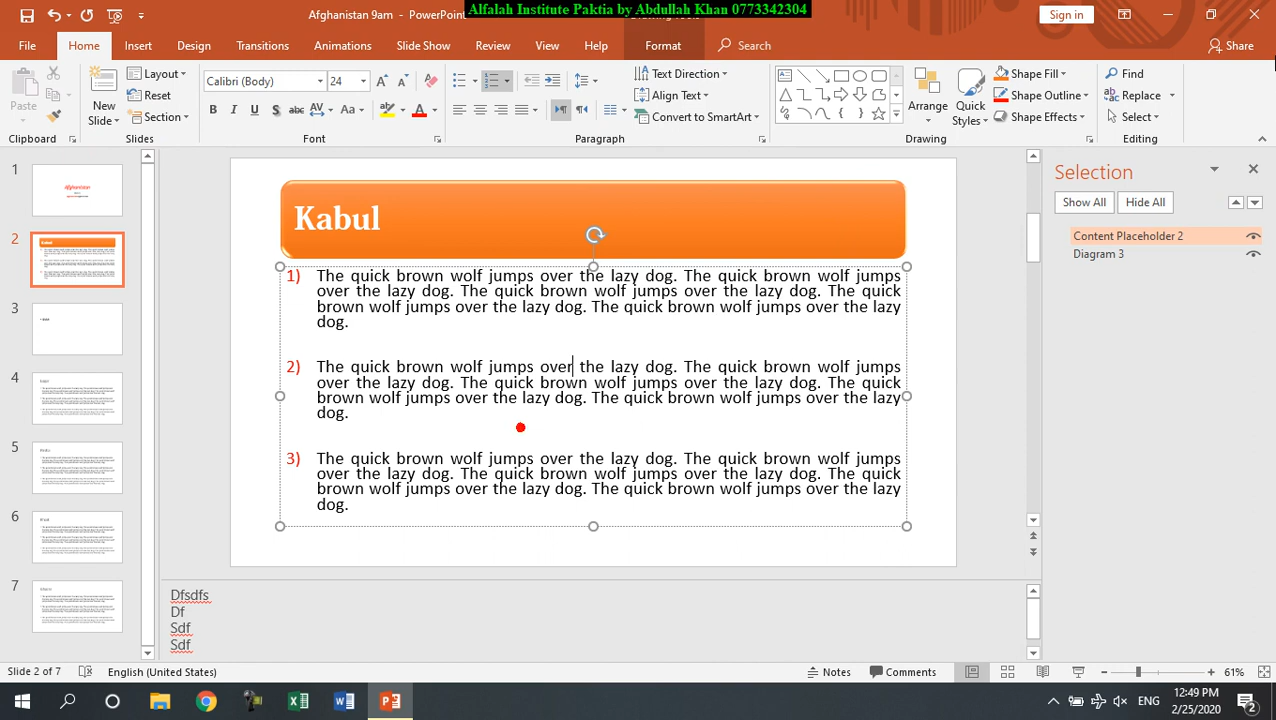 Afghanistan 9am - PowerPoint
Alfalah Institute Paktia by Abdullah Khan 0773342304
Sign in
File Home Insert Design Transitions Animations Slide Show Review View Help Format Search Share
Paste
New Slide
Layout
Reset
Section
Calibri (Body) 24
Text Direction
Align Text
Convert to SmartArt
Arrange
Quick Styles
Shape Fill
Shape Outline
Shape Effects
Find
Replace
Select
Clipboard Slides Font Paragraph Drawing Editing
1
2
3
4
5
6
7
Kabul
1) The quick brown wolf jumps over the lazy dog. The quick brown wolf jumps
over the lazy dog. The quick brown wolf jumps over the lazy dog. The quick
brown wolf jumps over the lazy dog. The quick brown wolf jumps over the lazy
dog.
2) The quick brown wolf jumps over the lazy dog. The quick brown wolf jumps
over the lazy dog. The quick brown wolf jumps over the lazy dog. The quick
brown wolf jumps over the lazy dog. The quick brown wolf jumps over the lazy
dog.
3) The quick brown wolf jumps over the lazy dog. The quick brown wolf jumps
over the lazy dog. The quick brown wolf jumps over the lazy dog. The quick
brown wolf jumps over the lazy dog. The quick brown wolf jumps over the lazy
dog.
Selection
Show All Hide All
Content Placeholder 2
Diagram 3
Dfsdfs
Df
Sdf
Sdf
Slide 2 of 7 English (United States) Notes Comments 61%
ENG
12:49 PM
2/25/2020
2